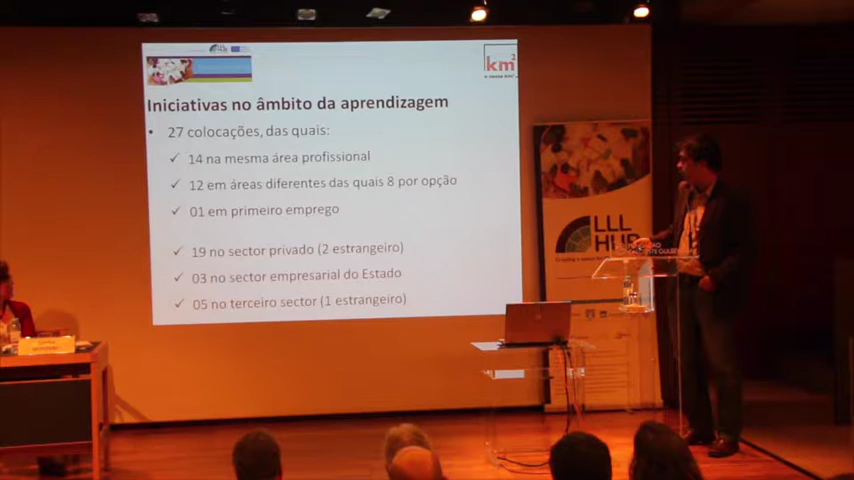 km²
Iniciativas no âmbito da aprendizagem
• 27 colocações, das quais:
✓ 14 na mesma área profissional
✓ 12 em áreas diferentes das quais 8 por opção
✓ 01 em primeiro emprego
✓ 19 no sector privado (2 estrangeiro)
✓ 03 no sector empresarial do Estado
✓ 05 no terceiro sector (1 estrangeiro)
LLL
HUB